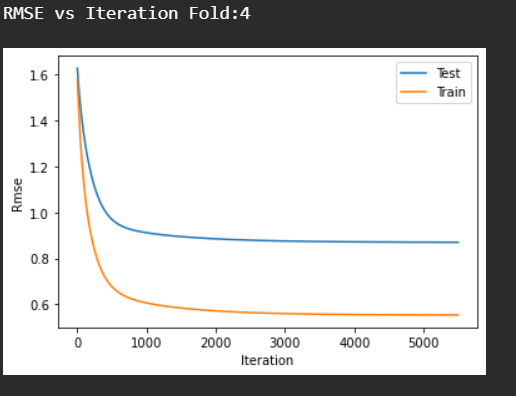 RMSE vs Iteration Fold:4
Test
Train
1.6
1.4
1.2
1.0
0.8
0.6
Rmse
0 1000 2000 3000 4000 5000
Iteration